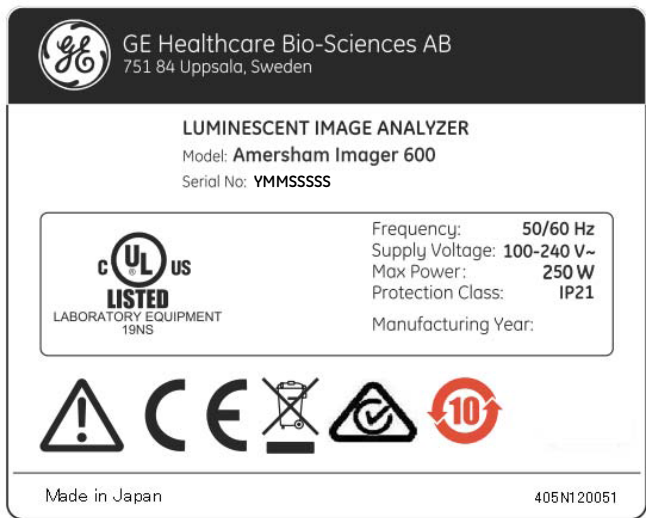 GE
GE Healthcare Bio-Sciences AB
751 84 Uppsala, Sweden
LUMINESCENT IMAGE ANALYZER
Model: Amersham Imager 600
Serial No: YMMSSSSS
C UL US
®
LISTED
LABORATORY EQUIPMENT
19NS
Frequency: 50/60 Hz
Supply Voltage: 100-240 V~
Max Power: 250 W
Protection Class: IP21
Manufacturing Year:
CE
10
Made in Japan
405N120051